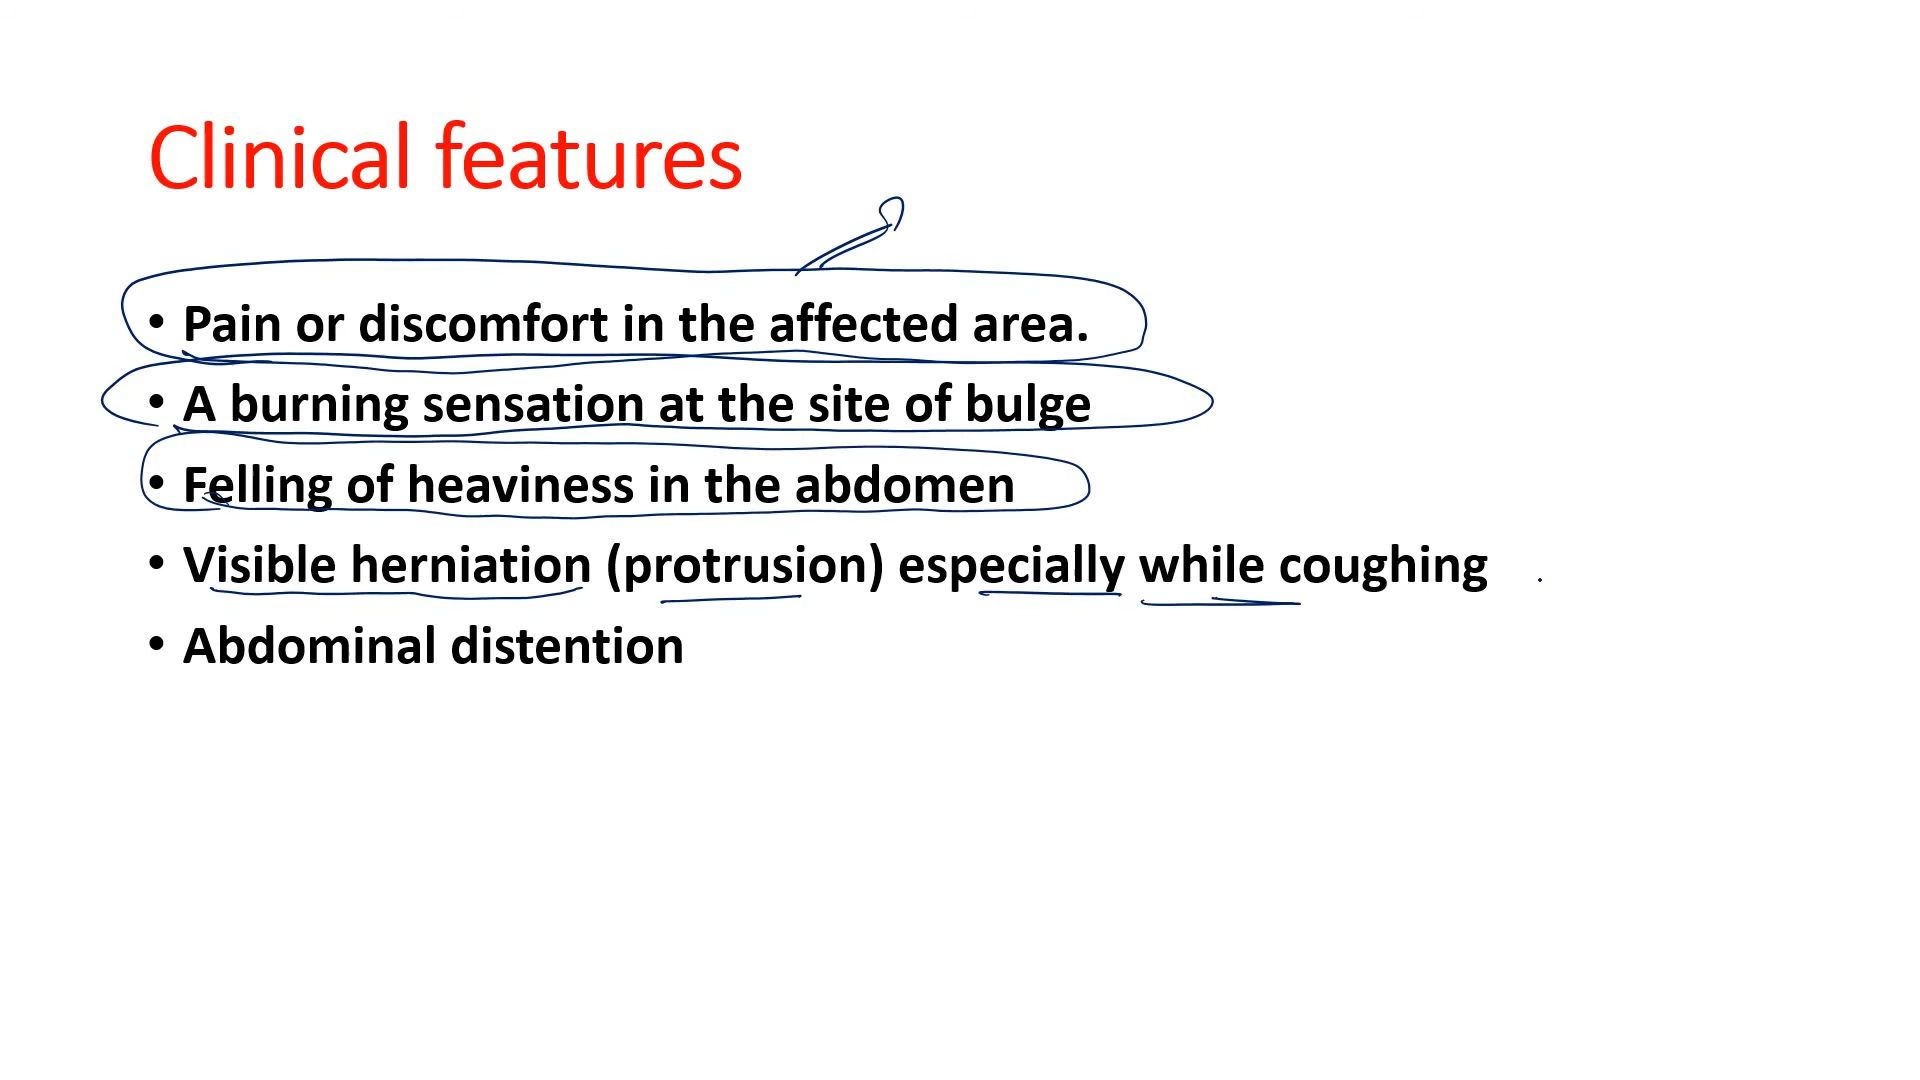 Clinical features
• Pain or discomfort in the affected area.
• A burning sensation at the site of bulge
• Felling of heaviness in the abdomen
• Visible herniation (protrusion) especially while coughing
• Abdominal distention